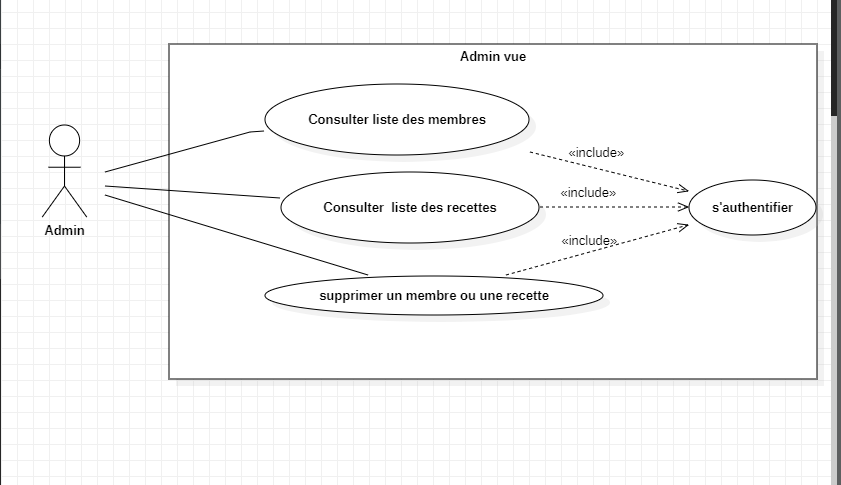 Admin vue
Consulter liste des membres
«include»
Consulter  liste des recettes
«include»
s'authentifier
Admin
«include»
supprimer un membre ou une recette